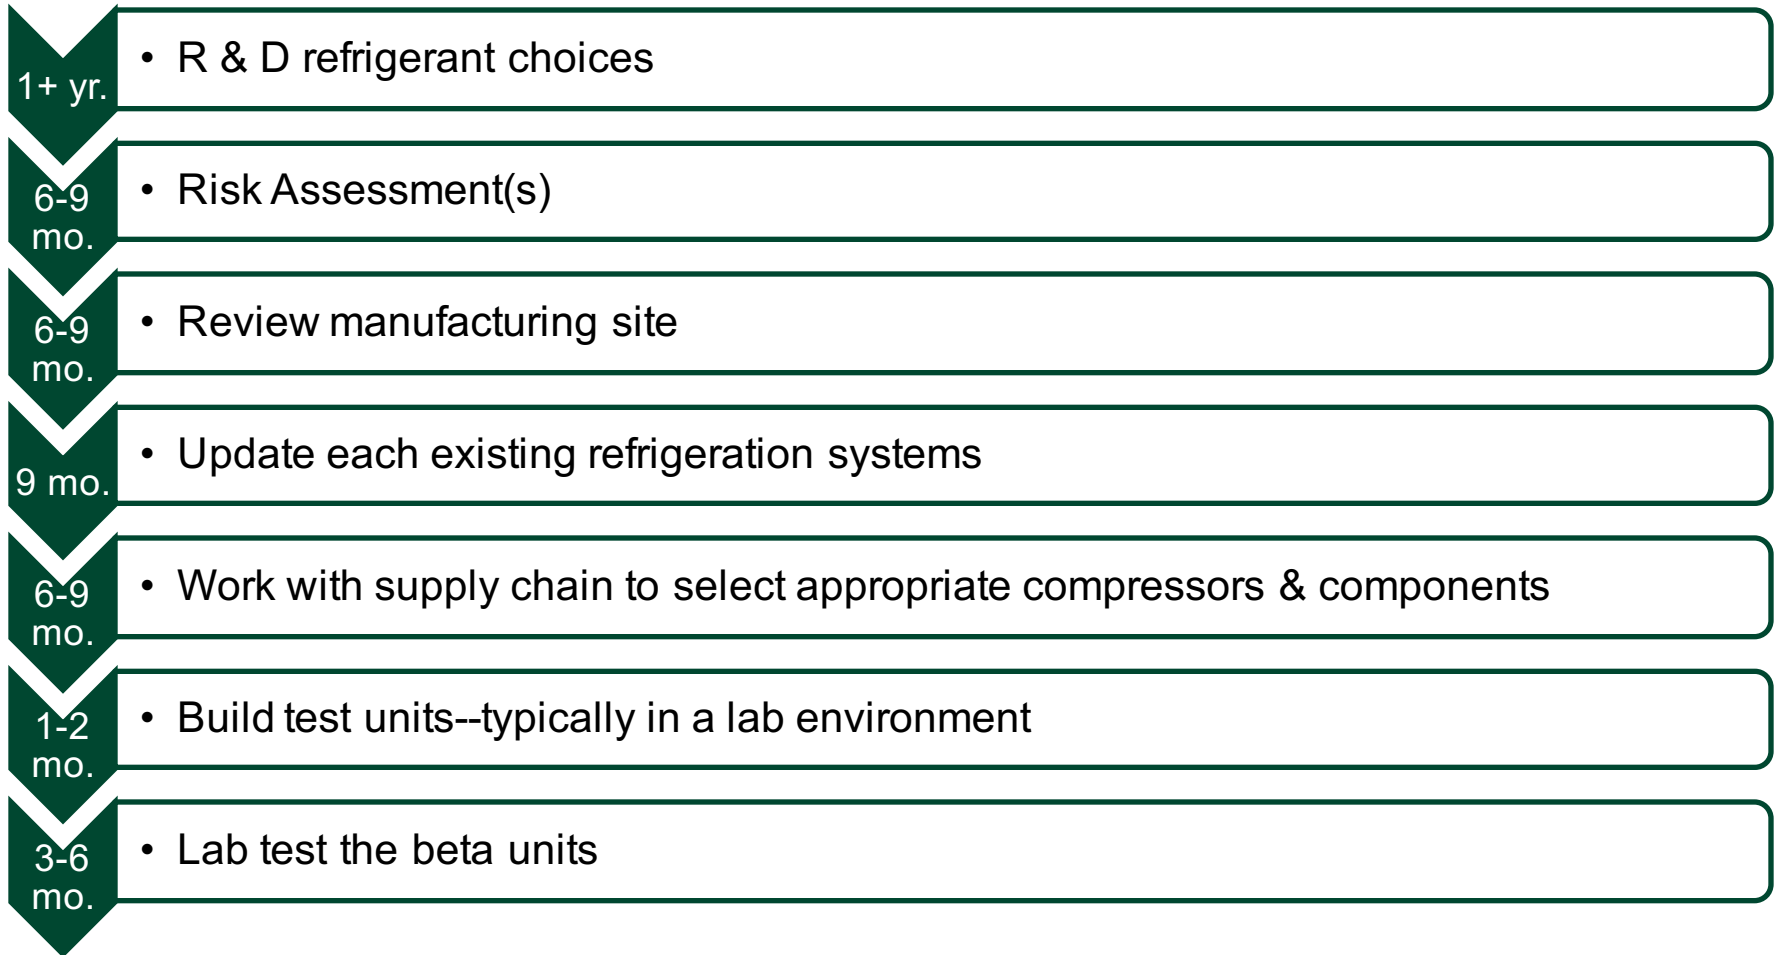 1+ yr.
• R & D refrigerant choices
6-9
mo.
• Risk Assessment(s)
6-9
mo.
• Review manufacturing site
9 mo.
• Update each existing refrigeration systems
6-9
mo.
• Work with supply chain to select appropriate compressors & components
1-2
mo.
• Build test units--typically in a lab environment
3-6
mo.
• Lab test the beta units